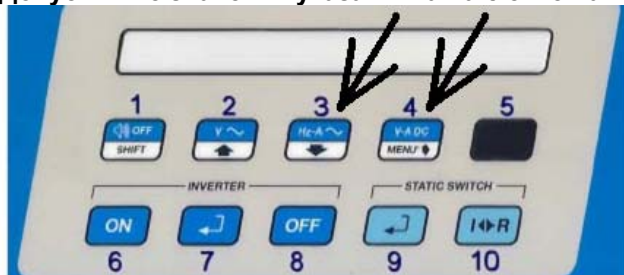 1 2 3 4 5
OFF V ~ Hz-A ~ V-A DC
SHIFT MENU
INVERTER STATIC SWITCH
ON OFF I R
6 7 8 9 10